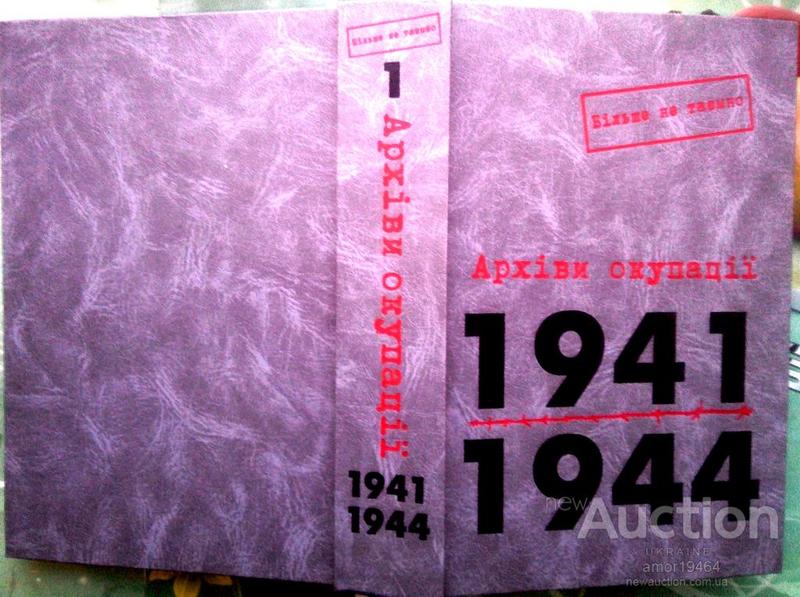 Більше не таємно
1
Архіви окупації
1941
1944
Більше не таємно
Архіви окупації
1941
1944
newAuction
UKRAINE
amor19464
newauction.com.ua